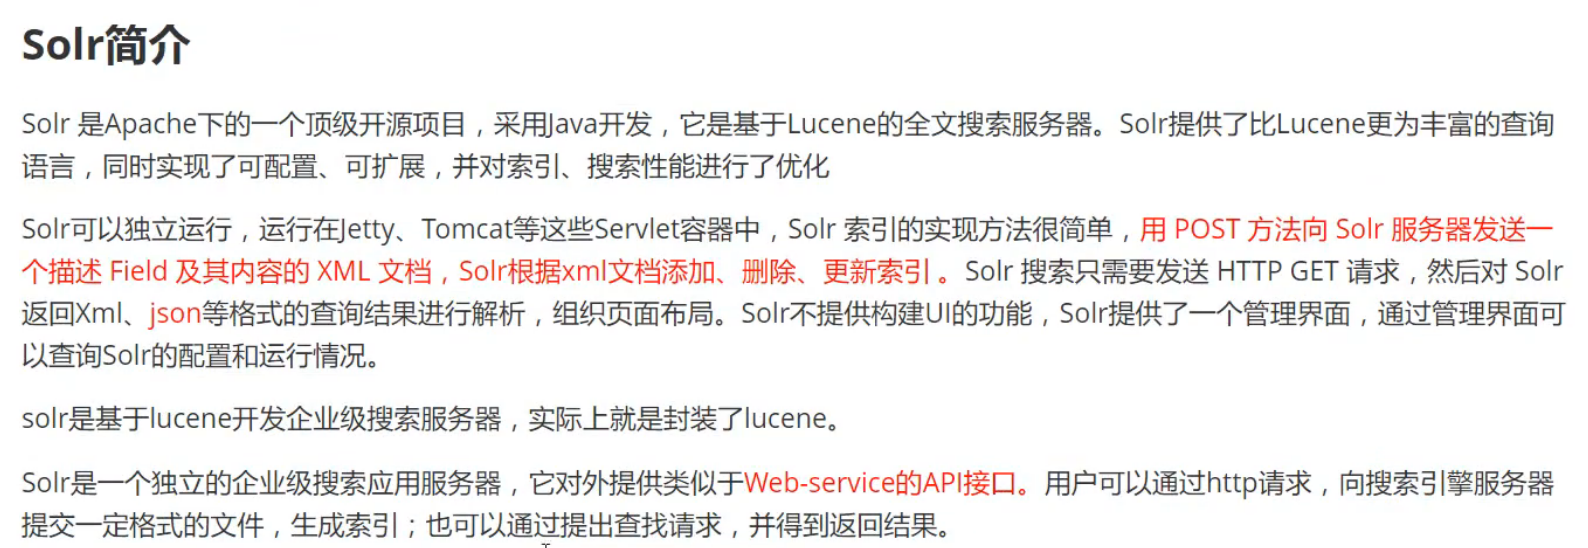 Solr简介
Solr 是Apache下的一个顶级开源项目，采用Java开发，它是基于Lucene的全文搜索服务器。Solr提供了比Lucene更为丰富的查询
语言，同时实现了可配置、可扩展，并对索引、搜索性能进行了优化
Solr可以独立运行，运行在Jetty、Tomcat等这些Servlet容器中，Solr 索引的实现方法很简单，用 POST 方法向 Solr 服务器发送一
个描述 Field 及其内容的 XML 文档，Solr根据xml文档添加、删除、更新索引 。Solr 搜索只需要发送 HTTP GET 请求，然后对 Solr
返回Xml、json等格式的查询结果进行解析，组织页面布局。Solr不提供构建UI的功能，Solr提供了一个管理界面，通过管理界面可
以查询Solr的配置和运行情况。
solr是基于lucene开发企业级搜索服务器，实际上就是封装了lucene。
Solr是一个独立的企业级搜索应用服务器，它对外提供类似于Web-service的API接口。用户可以通过http请求，向搜索引擎服务器
提交一定格式的文件，生成索引；也可以通过提出查找请求，并得到返回结果。